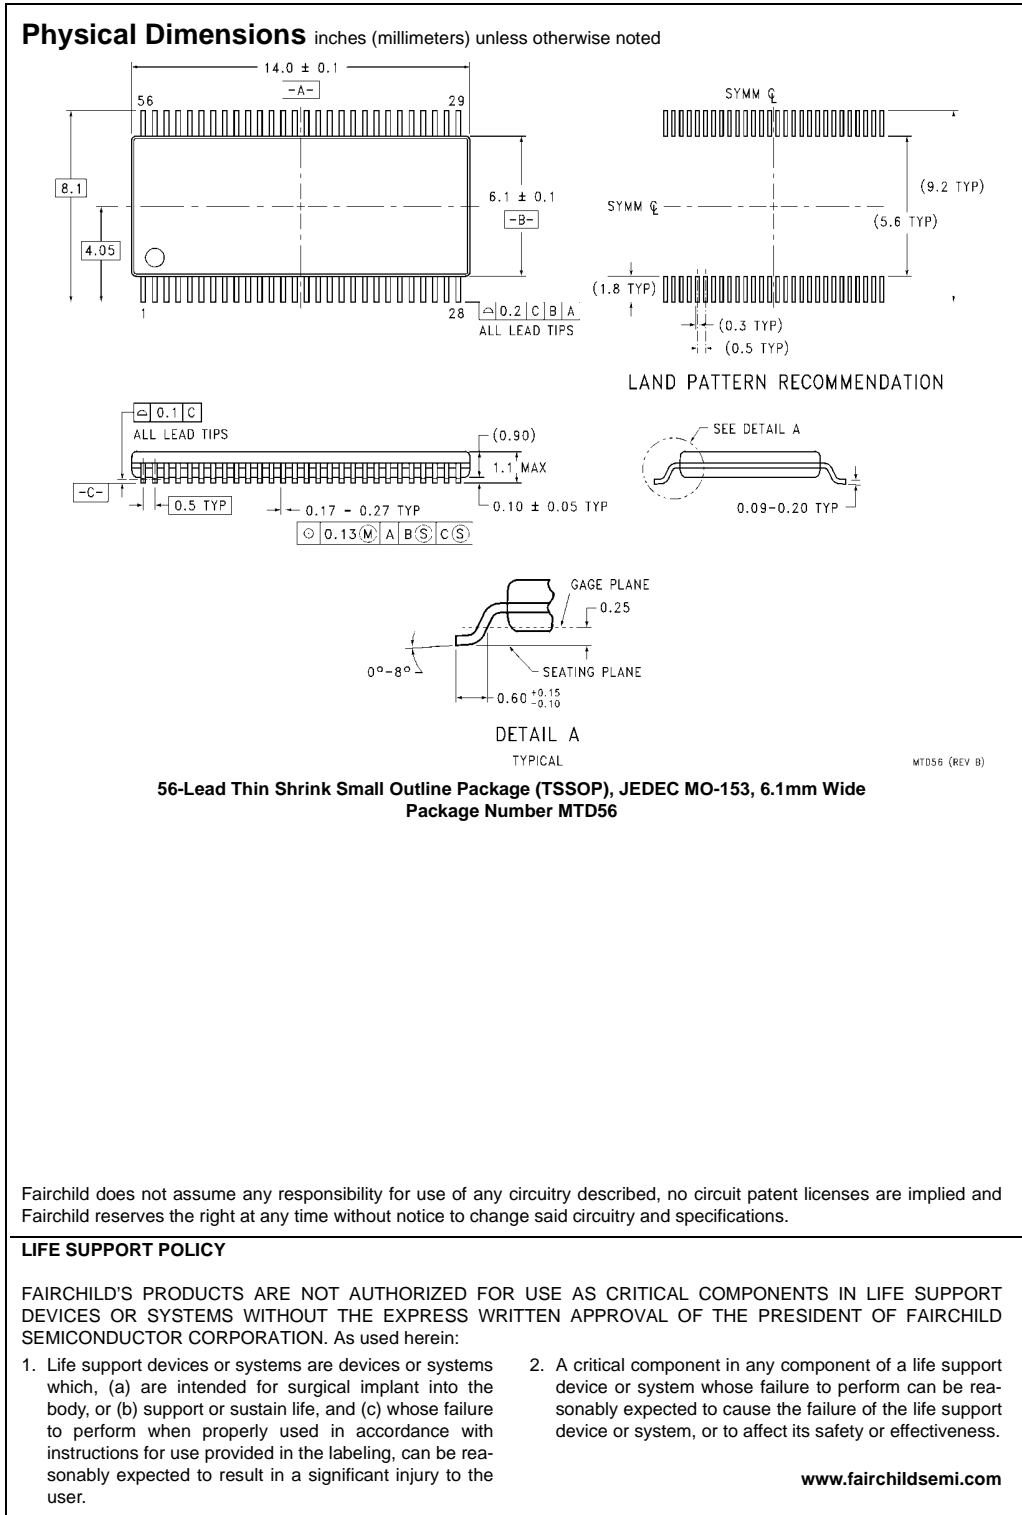 Physical Dimensions inches (millimeters) unless otherwise noted
14.0 ± 0.1
-A-
56
29
8.1
4.05
6.1 ± 0.1
-B-
1
28
⌓ 0.2 C B A
ALL LEAD TIPS
SYMM ℄
SYMM ℄
(9.2 TYP)
(5.6 TYP)
(1.8 TYP)
(0.3 TYP)
(0.5 TYP)
LAND PATTERN RECOMMENDATION
⌓ 0.1 C
ALL LEAD TIPS
(0.90)
1.1 MAX
-C-
0.5 TYP
0.17 - 0.27 TYP
0.10 ± 0.05 TYP
⊙ 0.13 Ⓜ A B Ⓢ C Ⓢ
SEE DETAIL A
0.09-0.20 TYP
GAGE PLANE
0.25
0°-8°
SEATING PLANE
0.60 +0.15 -0.10
DETAIL A
TYPICAL
MTD56 (REV B)
56-Lead Thin Shrink Small Outline Package (TSSOP), JEDEC MO-153, 6.1mm Wide
Package Number MTD56
Fairchild does not assume any responsibility for use of any circuitry described, no circuit patent licenses are implied and
Fairchild reserves the right at any time without notice to change said circuitry and specifications.
LIFE SUPPORT POLICY
FAIRCHILD'S PRODUCTS ARE NOT AUTHORIZED FOR USE AS CRITICAL COMPONENTS IN LIFE SUPPORT
DEVICES OR SYSTEMS WITHOUT THE EXPRESS WRITTEN APPROVAL OF THE PRESIDENT OF FAIRCHILD
SEMICONDUCTOR CORPORATION. As used herein:
1. Life support devices or systems are devices or systems
which, (a) are intended for surgical implant into the
body, or (b) support or sustain life, and (c) whose failure
to perform when properly used in accordance with
instructions for use provided in the labeling, can be rea-
sonably expected to result in a significant injury to the
user.
2. A critical component in any component of a life support
device or system whose failure to perform can be rea-
sonably expected to cause the failure of the life support
device or system, or to affect its safety or effectiveness.
www.fairchildsemi.com